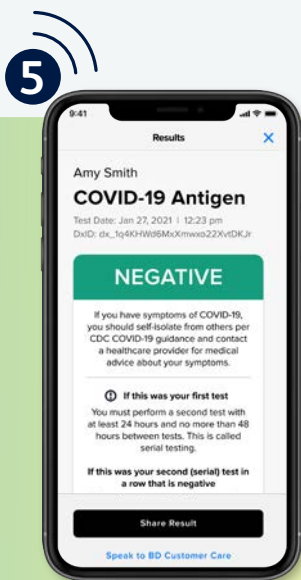 5
9:41
Results
Amy Smith
COVID-19 Antigen
Test Date: Jan 27, 2021 | 12:23 pm
DxID: dx_1q4KHWd6MxXmwxo22XvtDKJr
NEGATIVE
If you have symptoms of COVID-19,
you should self-isolate from others per
CDC COVID-19 guidance and contact
a healthcare provider for medical
advice about your symptoms.
If this was your first test
You must perform a second test with
at least 24 hours and no more than 48
hours between tests. This is called
serial testing.
If this was your second (serial) test in
a row that is negative
Share Result
Speak to BD Customer Care